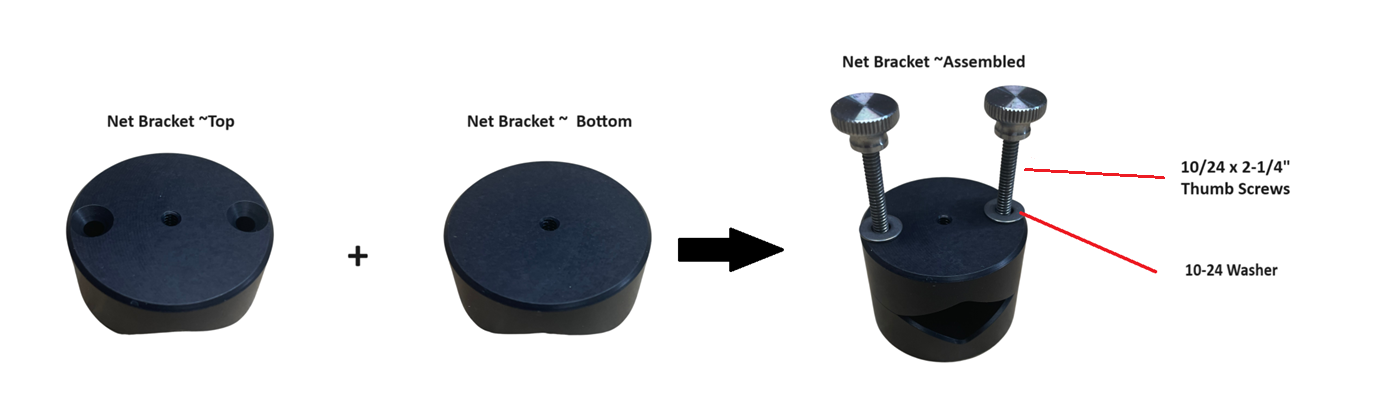 Net Bracket ~Assembled
Net Bracket ~Top
Net Bracket ~ Bottom
+
10/24 x 2-1/4"
Thumb Screws
10-24 Washer